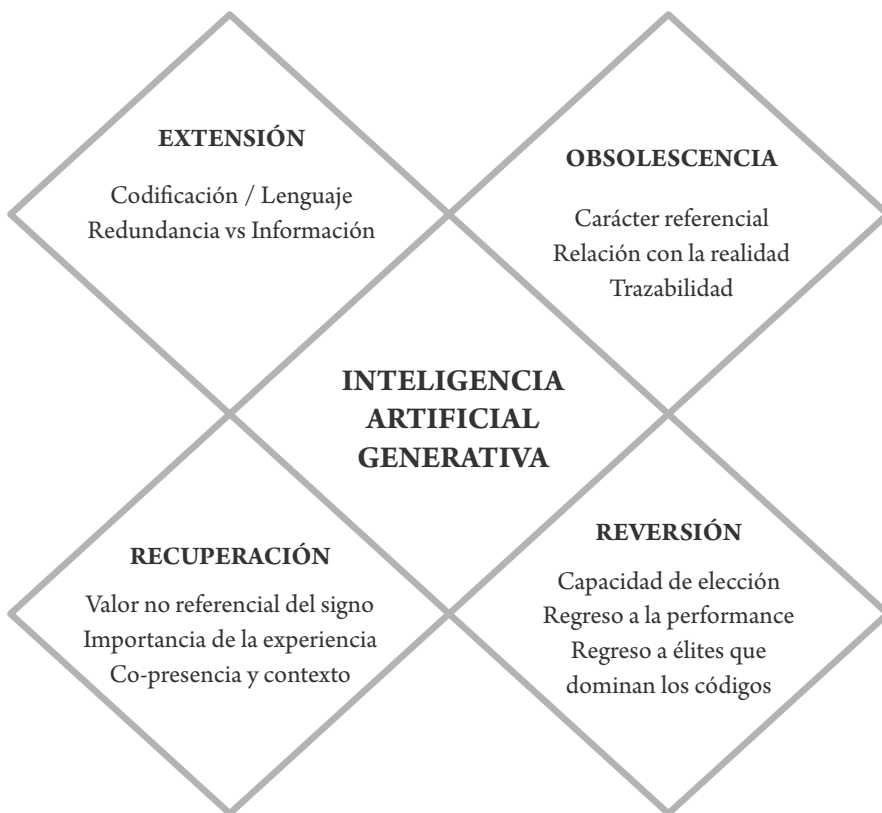 EXTENSIÓN
Codificación / Lenguaje
Redundancia vs Información
OBSOLESCENCIA
Carácter referencial
Relación con la realidad
Trazabilidad
INTELIGENCIA
ARTIFICIAL
GENERATIVA
RECUPERACIÓN
Valor no referencial del signo
Importancia de la experiencia
Co-presencia y contexto
REVERSIÓN
Capacidad de elección
Regreso a la performance
Regreso a élites que
dominan los códigos